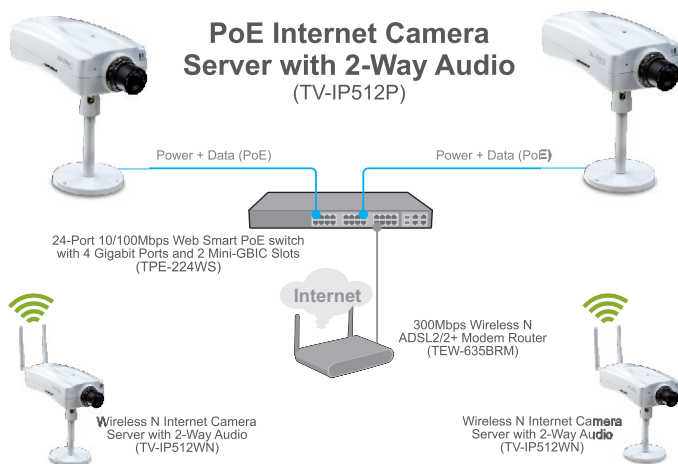 PoE Internet Camera
Server with 2-Way Audio
(TV-IP512P)
Power + Data (PoE)
Power + Data (PoE)
24-Port 10/100Mbps Web Smart PoE switch
with 4 Gigabit Ports and 2 Mini-GBIC Slots
(TPE-224WS)
Internet
300Mbps Wireless N
ADSL2/2+ Modem Router
(TEW-635BRM)
Wireless N Internet Camera
Server with 2-Way Audio
(TV-IP512WN)
Wireless N Internet Camera
Server with 2-Way Audio
(TV-IP512WN)